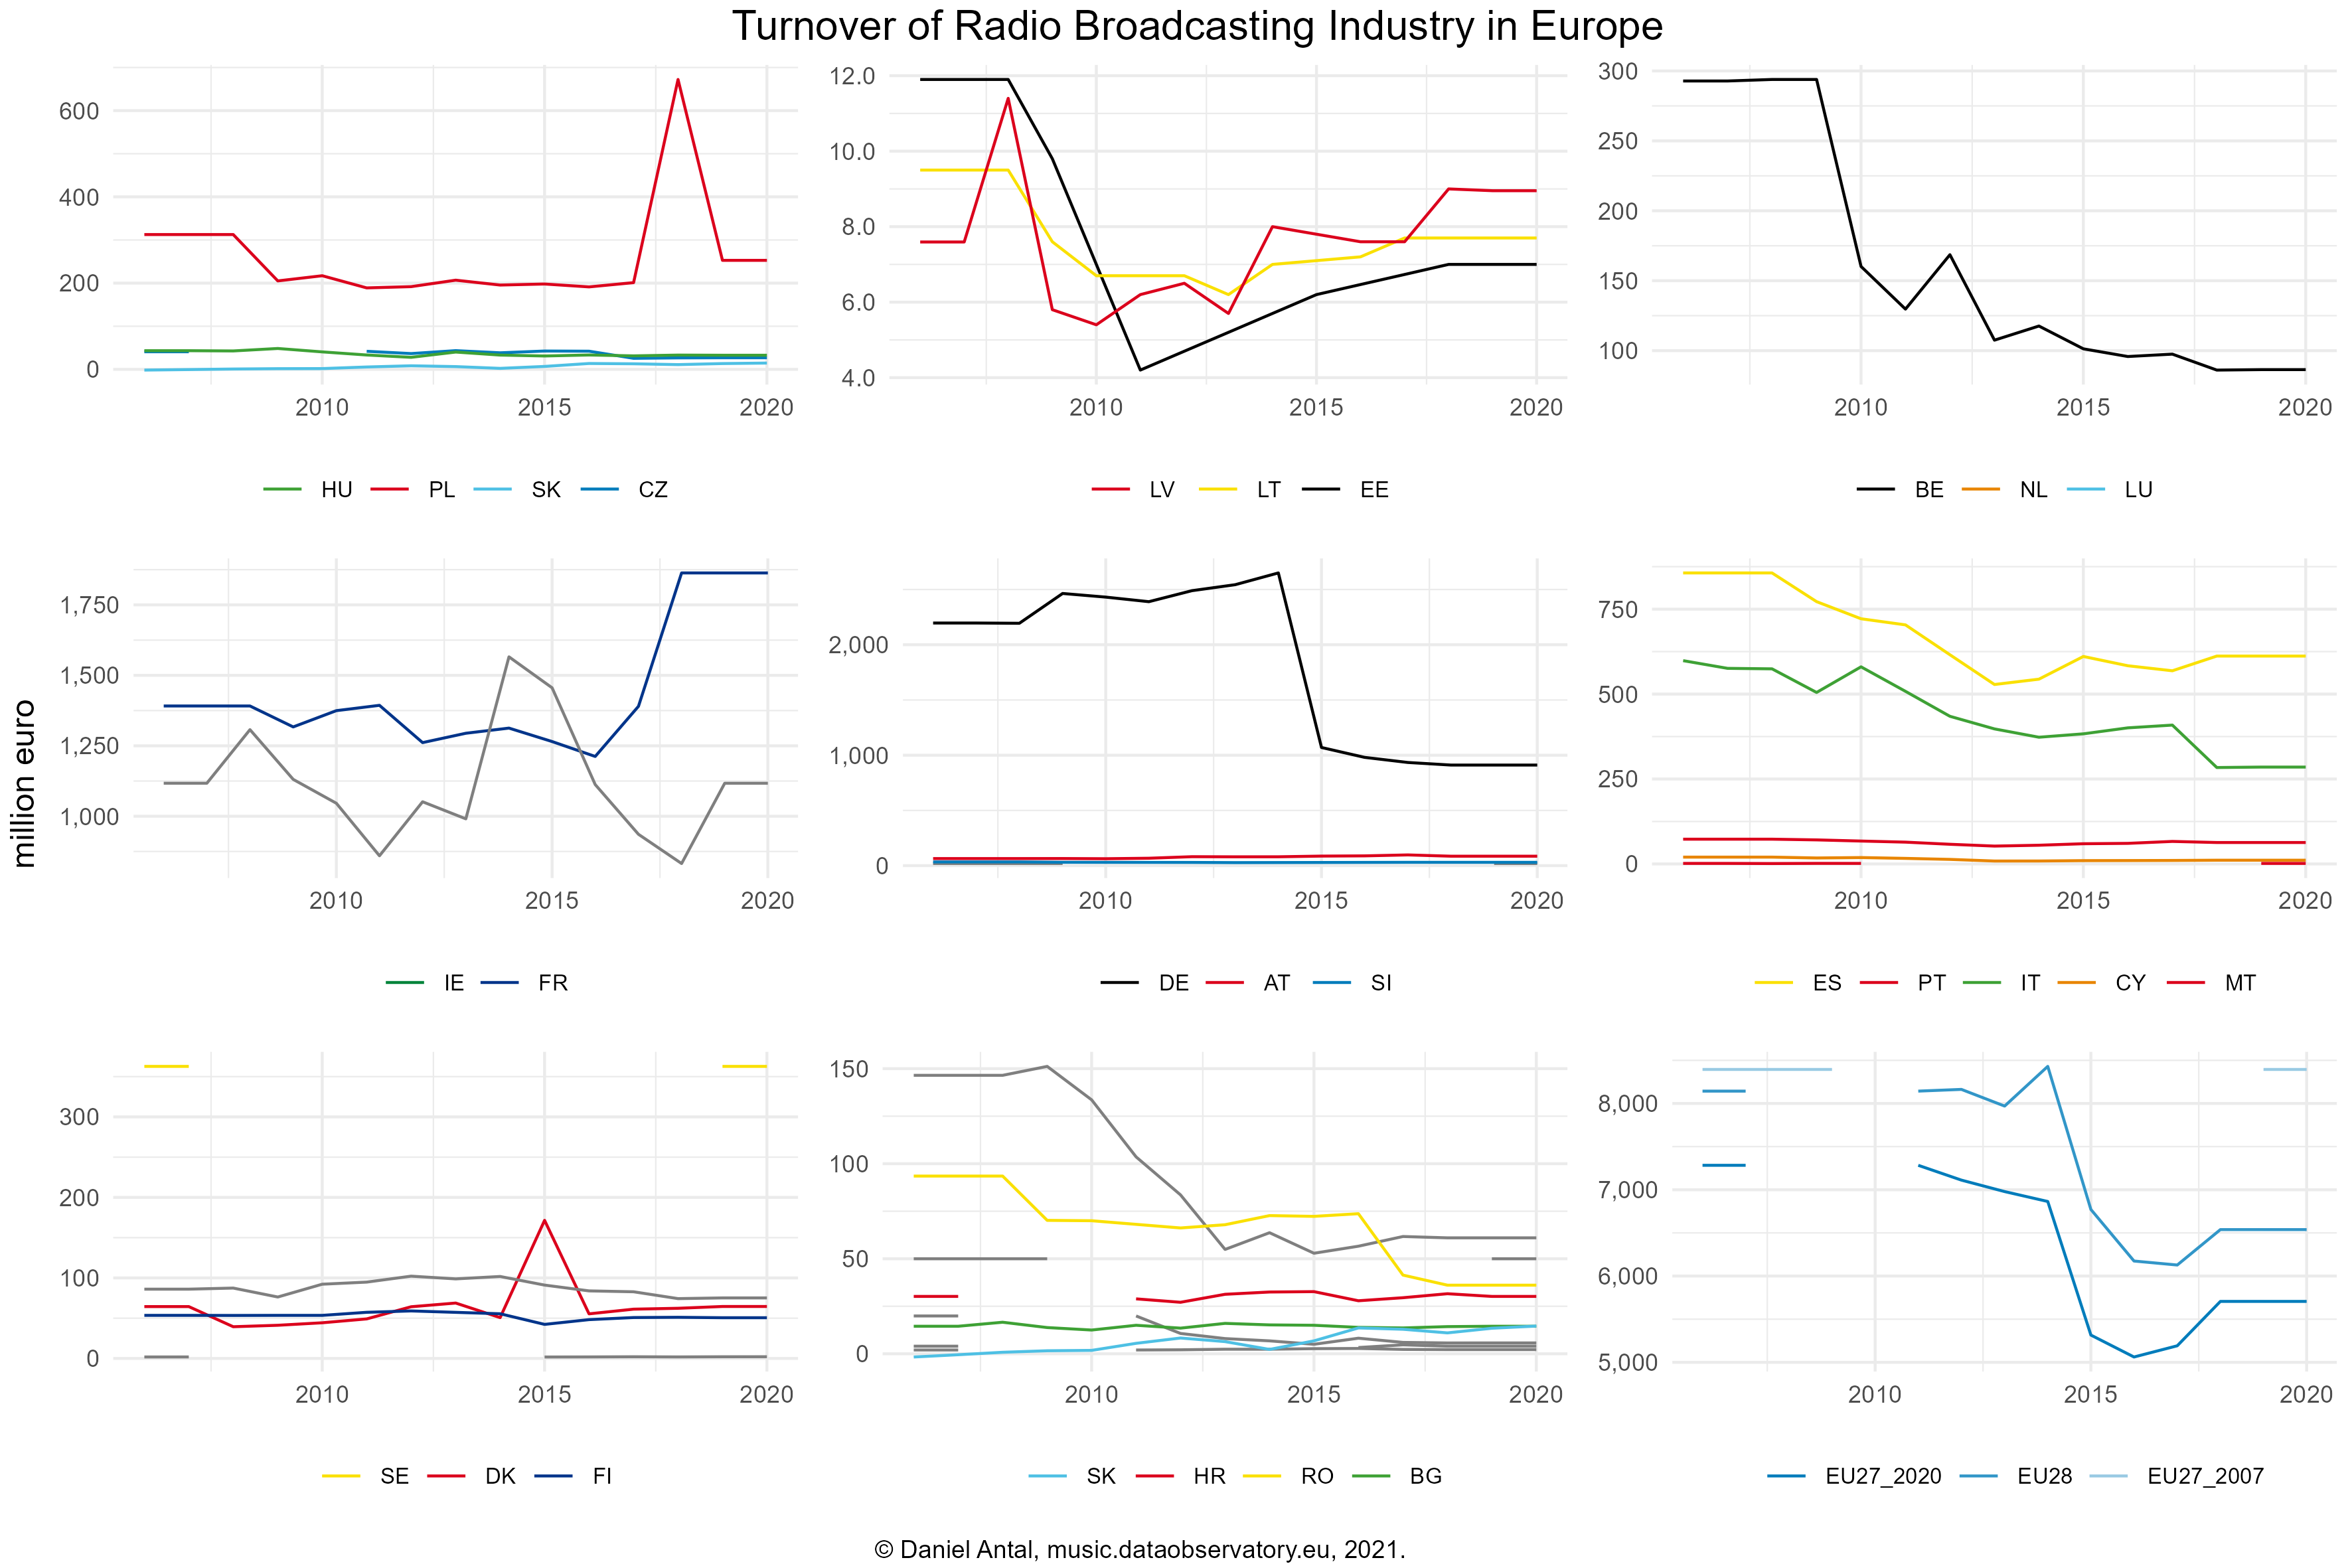 Turnover of Radio Broadcasting Industry in Europe
million euro
600
400
200
0
2010 2015 2020
HU PL SK CZ
12.0
10.0
8.0
6.0
4.0
2010 2015 2020
LV LT EE
300
250
200
150
100
2010 2015 2020
BE NL LU
1,750
1,500
1,250
1,000
2010 2015 2020
IE FR
2,000
1,000
0
2010 2015 2020
DE AT SI
750
500
250
0
2010 2015 2020
ES PT IT CY MT
300
200
100
0
2010 2015 2020
SE DK FI
150
100
50
0
2010 2015 2020
SK HR RO BG
8,000
7,000
6,000
5,000
2010 2015 2020
EU27_2020 EU28 EU27_2007
© Daniel Antal, music.dataobservatory.eu, 2021.